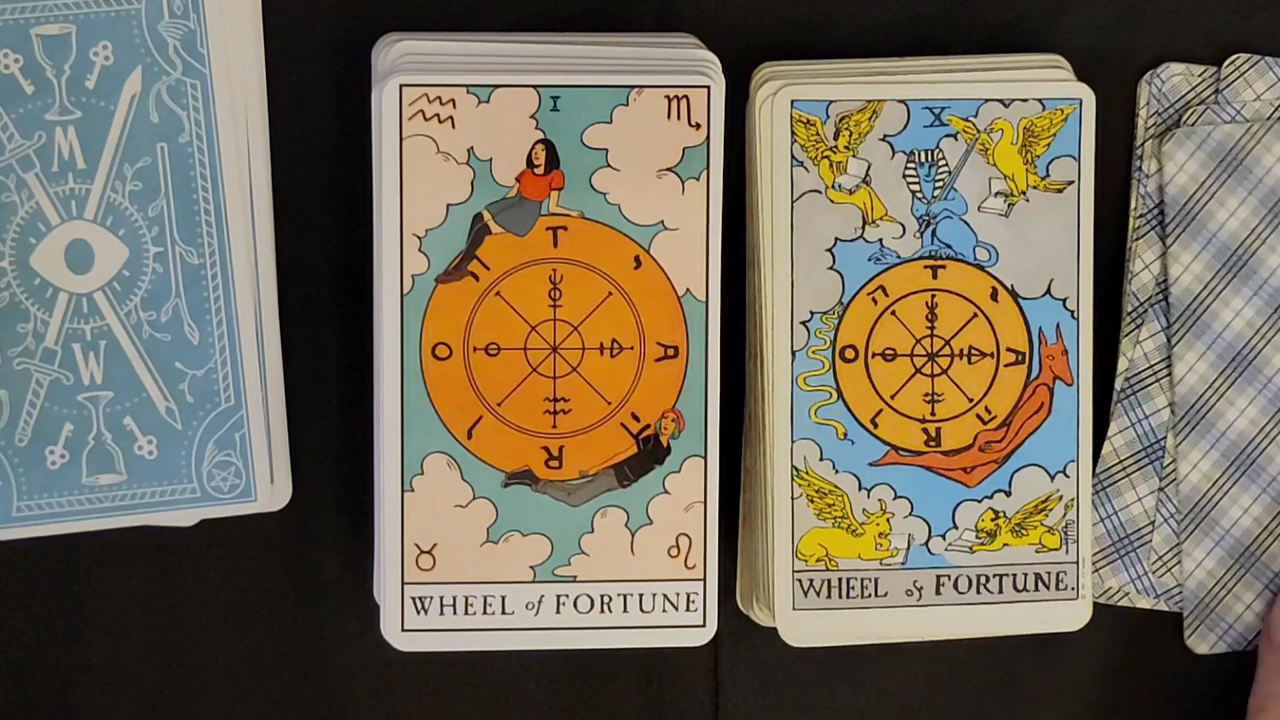 M
W
♒ I ♏
T
ה י
O A
ו ה
R
♉ ♌
WHEEL of FORTUNE
X
T
ה י
O A
ו ה
R
WHEEL of FORTUNE.